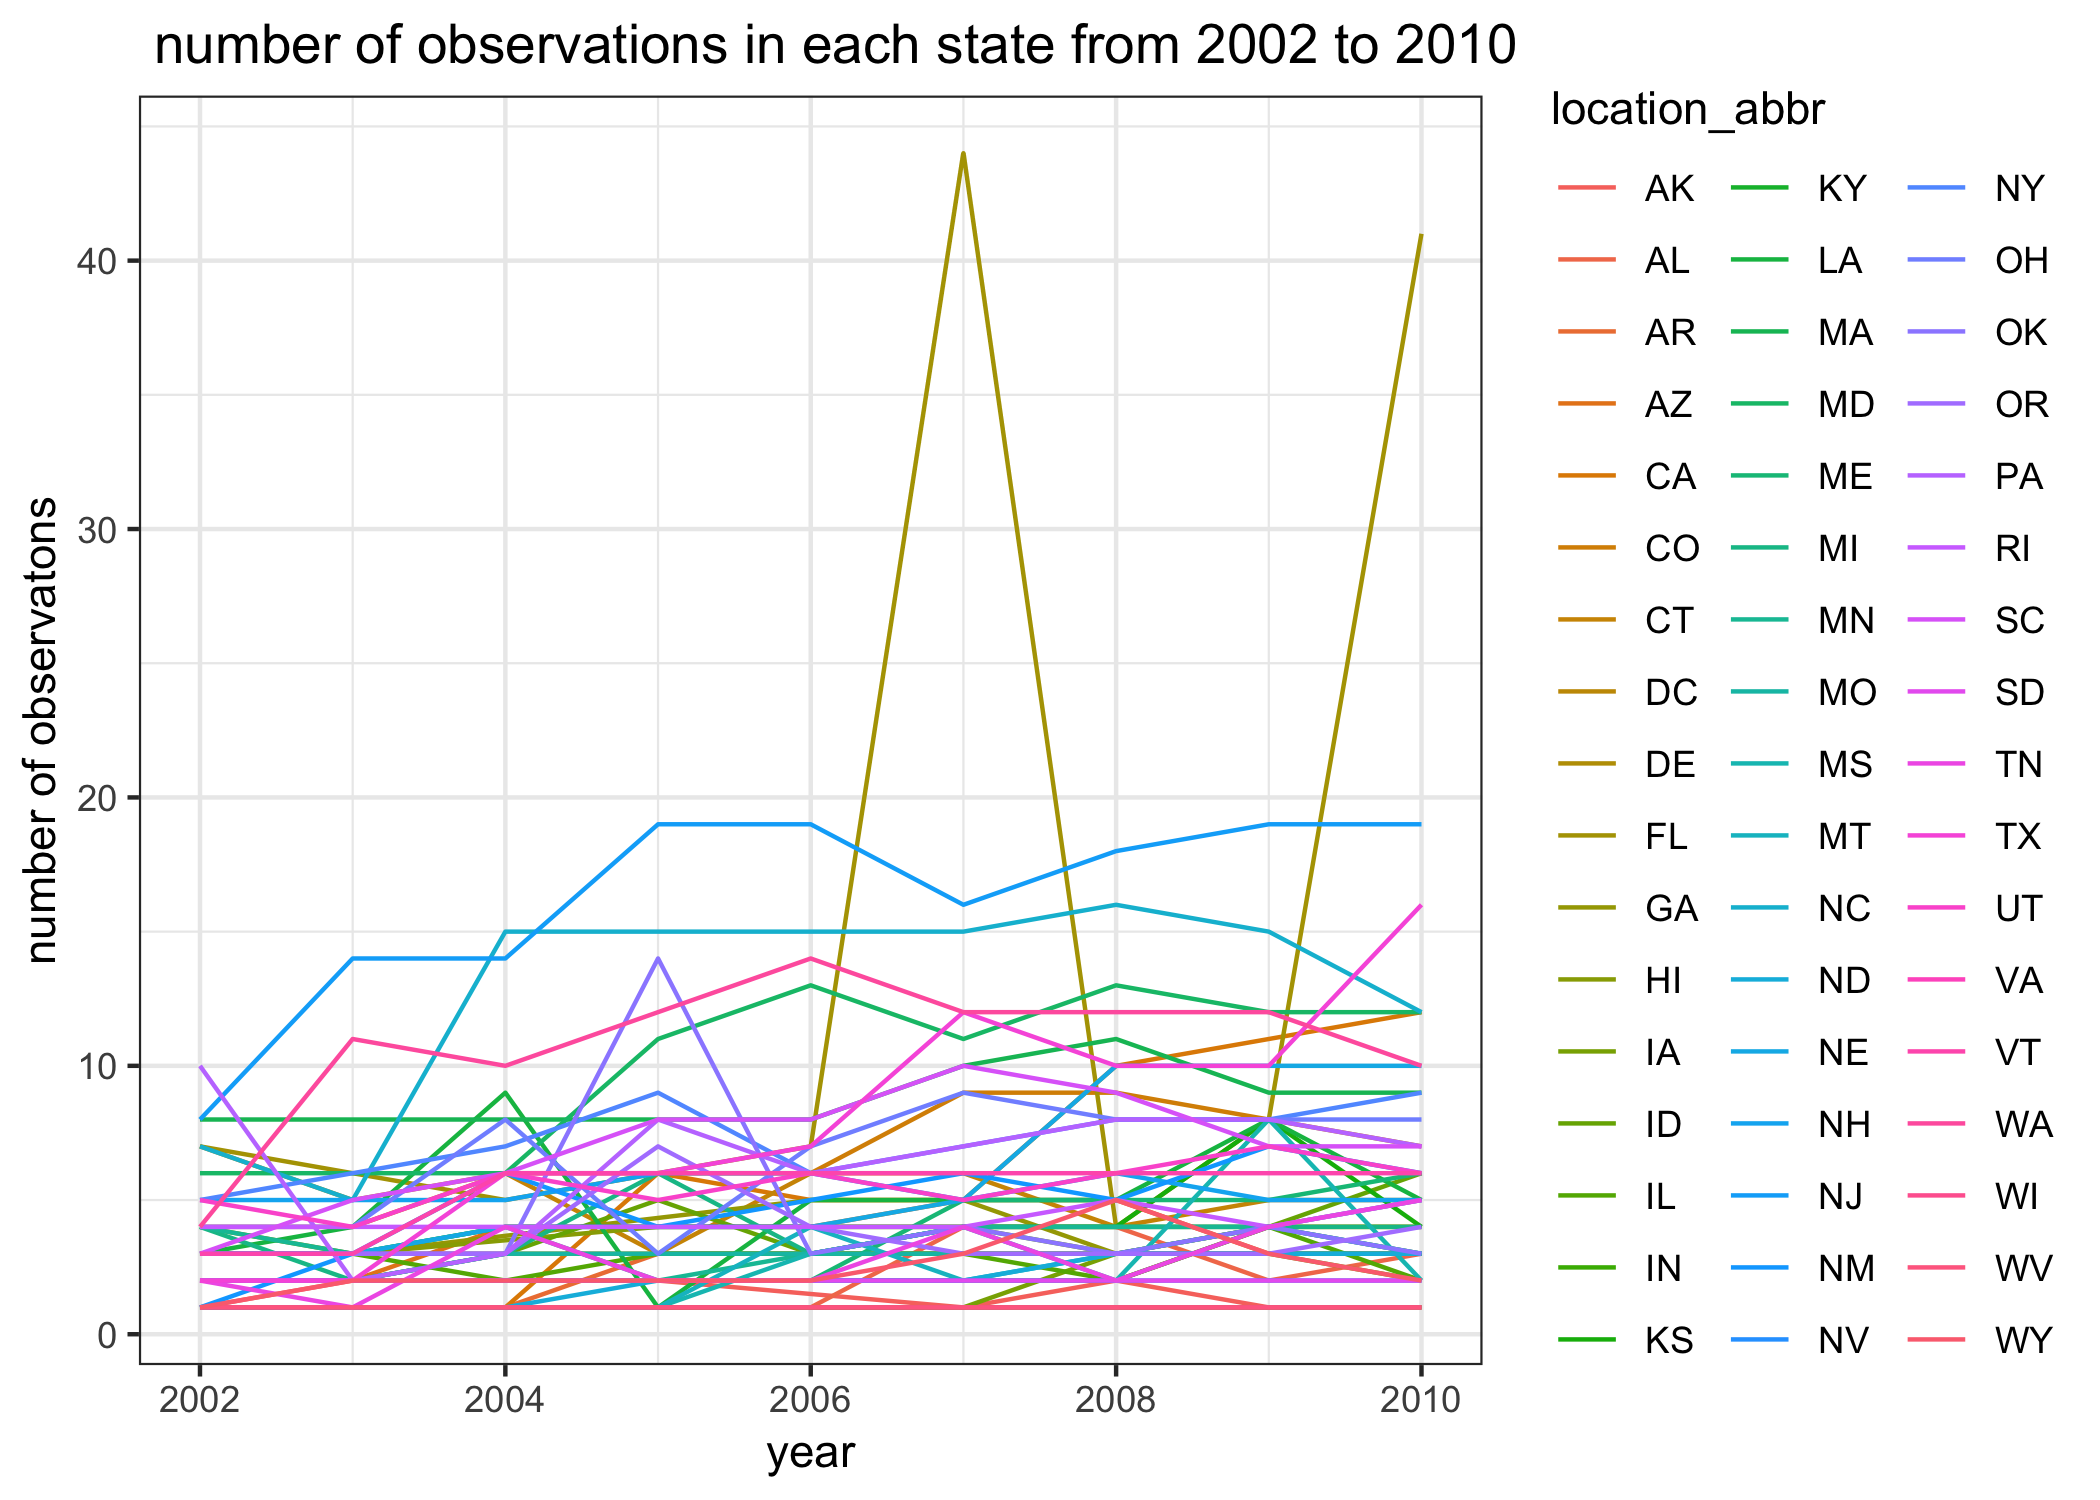 number of observations in each state from 2002 to 2010
number of observatons
40
30
20
10
0
2002 2004 2006 2008 2010
year
location_abbr
AK KY NY
AL LA OH
AR MA OK
AZ MD OR
CA ME PA
CO MI RI
CT MN SC
DC MO SD
DE MS TN
FL MT TX
GA NC UT
HI ND VA
IA NE VT
ID NH WA
IL NJ WI
IN NM WV
KS NV WY